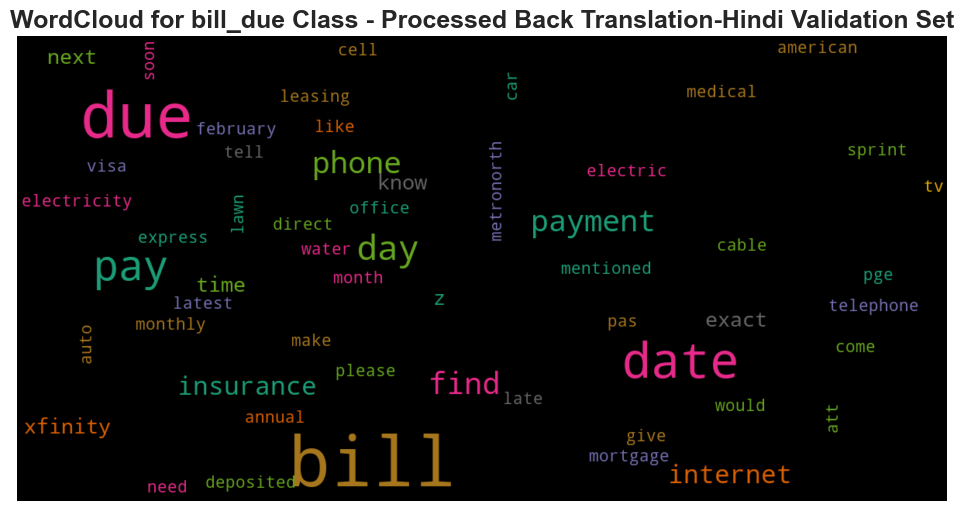 WordCloud for bill_due Class - Processed Back Translation-Hindi Validation Set
next
soon
cell
american
due
leasing
car
medical
february
like
tell
phone
know
visa
metronorth
electric
sprint
tv
electricity
lawn
office
direct
payment
express
water
day
cable
pay
time
month
mentioned
pge
latest
z
telephone
monthly
auto
make
pas
exact
come
insurance
please
find
late
date
would
att
xfinity
annual
give
bill
mortgage
internet
need
deposited